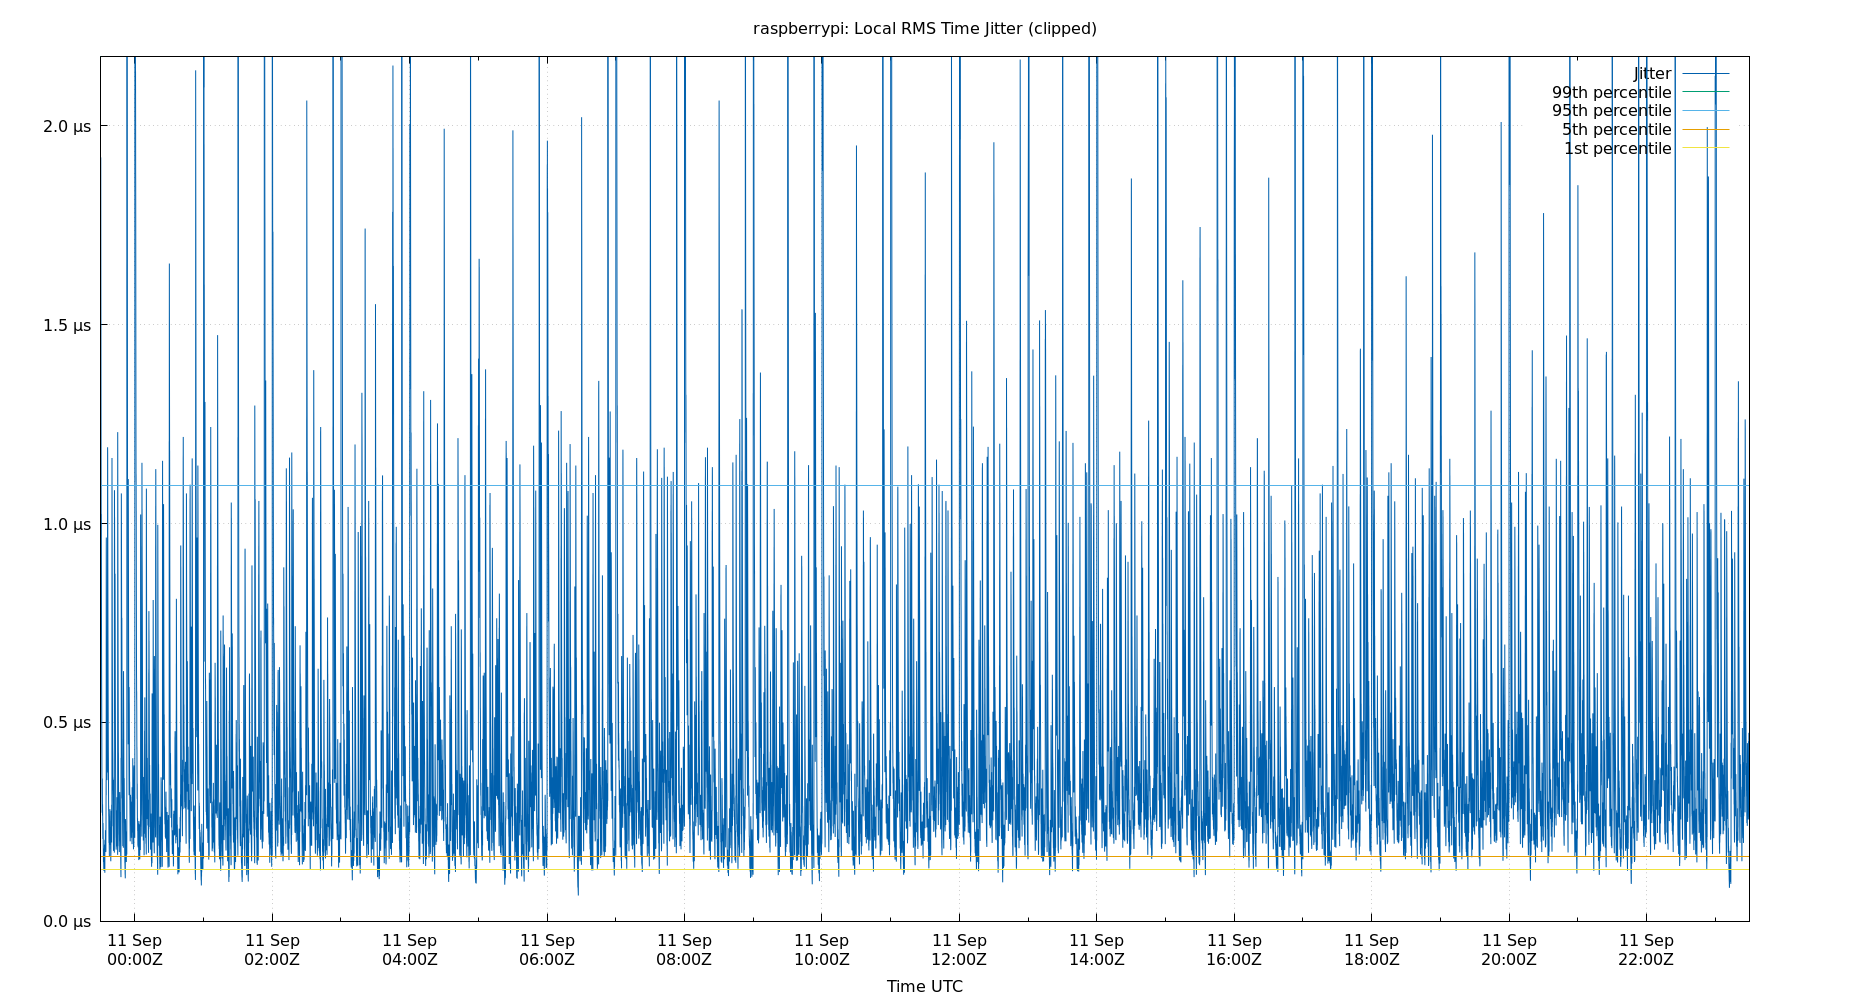 raspberrypi: Local RMS Time Jitter (clipped)
Jitter
99th percentile
95th percentile
5th percentile
1st percentile
2.0 μs
1.5 μs
1.0 μs
0.5 μs
0.0 μs
11 Sep 11 Sep 11 Sep 11 Sep 11 Sep 11 Sep 11 Sep 11 Sep 11 Sep 11 Sep 11 Sep 11 Sep
00:00Z 02:00Z 04:00Z 06:00Z 08:00Z 10:00Z 12:00Z 14:00Z 16:00Z 18:00Z 20:00Z 22:00Z
Time UTC